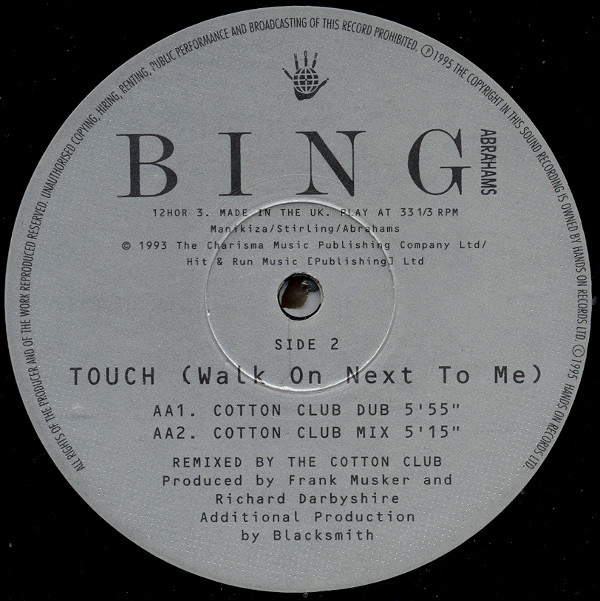 ALL RIGHTS OF THE PRODUCER AND OF THE WORK REPRODUCED RESERVED. UNAUTHORISED COPYING, HIRING, RENTING, PUBLIC PERFORMANCE AND BROADCASTING OF THIS RECORD PROHIBITED. ℗1995 THE COPYRIGHT IN THIS SOUND RECORDING IS OWNED BY HANDS ON RECORDS LTD. ©1995 HANDS ON RECORDS LTD.
BING
ABRAHAMS
12HOR 3. MADE IN THE UK. PLAY AT 33 1/3 RPM
Manikiza/Stirling/Abrahams
© 1993 The Charisma Music Publishing Company Ltd/
Hit & Run Music [Publishing] Ltd
SIDE 2
TOUCH (Walk On Next To Me)
AA1. COTTON CLUB DUB 5'55"
AA2. COTTON CLUB MIX 5'15"
REMIXED BY THE COTTON CLUB
Produced by Frank Musker and
Richard Darbyshire
Additional Production
by Blacksmith